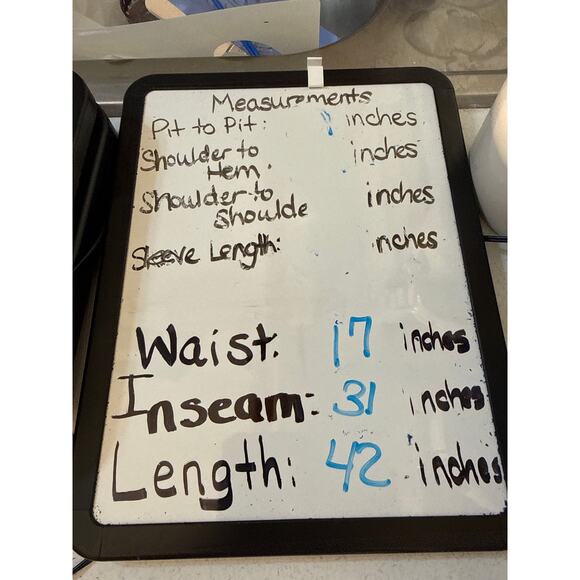 Measurements
Pit to Pit: inches
Shoulder to inches
Hem.
Shoulder to inches
Shoulde
Sleeve Length: nches
Waist. 17 inches
Inseam: 31 inches
Length: 42 inches